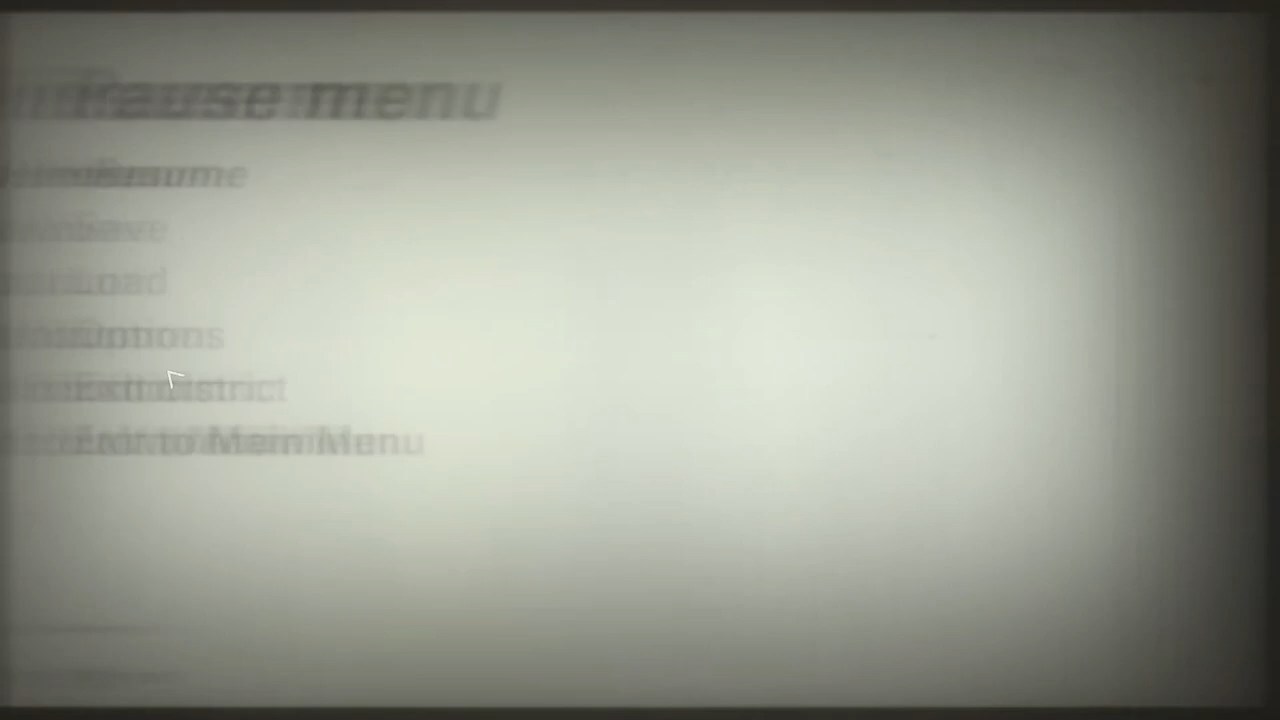 Pause menu
Resume
Save
Load
Options
Exit district
Exit to Main Menu